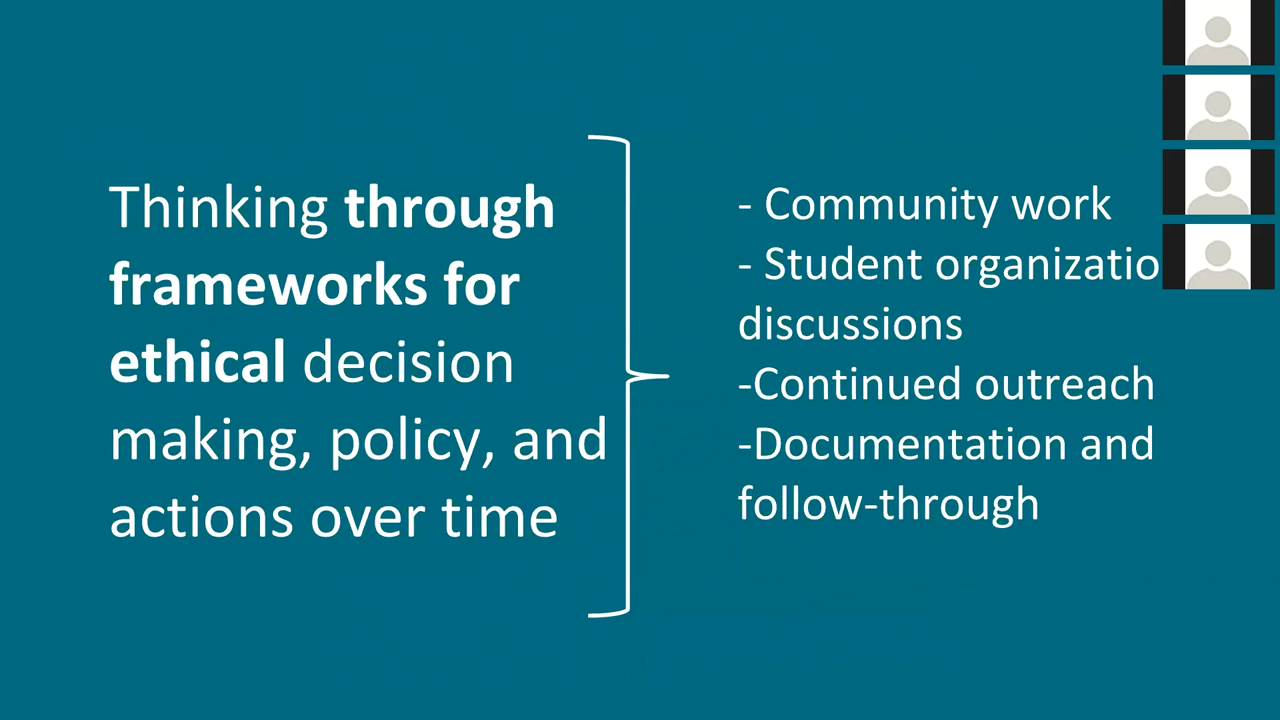 Thinking through
frameworks for
ethical decision
making, policy, and
actions over time
- Community work
- Student organizatio
discussions
-Continued outreach
-Documentation and
follow-through